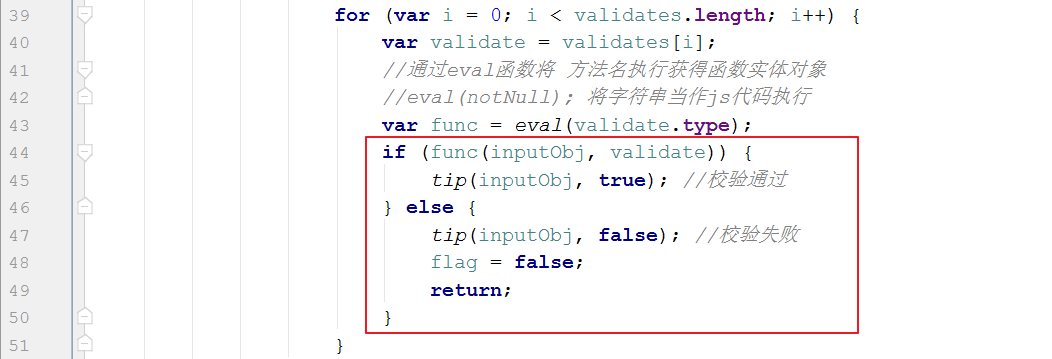 39 for (var i = 0; i < validates.length; i++) {
40 var validate = validates[i];
41 //通过eval函数将 方法名执行获得函数实体对象
42 //eval(notNull); 将字符串当作js代码执行
43 var func = eval(validate.type);
44 if (func(inputObj, validate)) {
45 tip(inputObj, true); //校验通过
46 } else {
47 tip(inputObj, false); //校验失败
48 flag = false;
49 return;
50 }
51 }